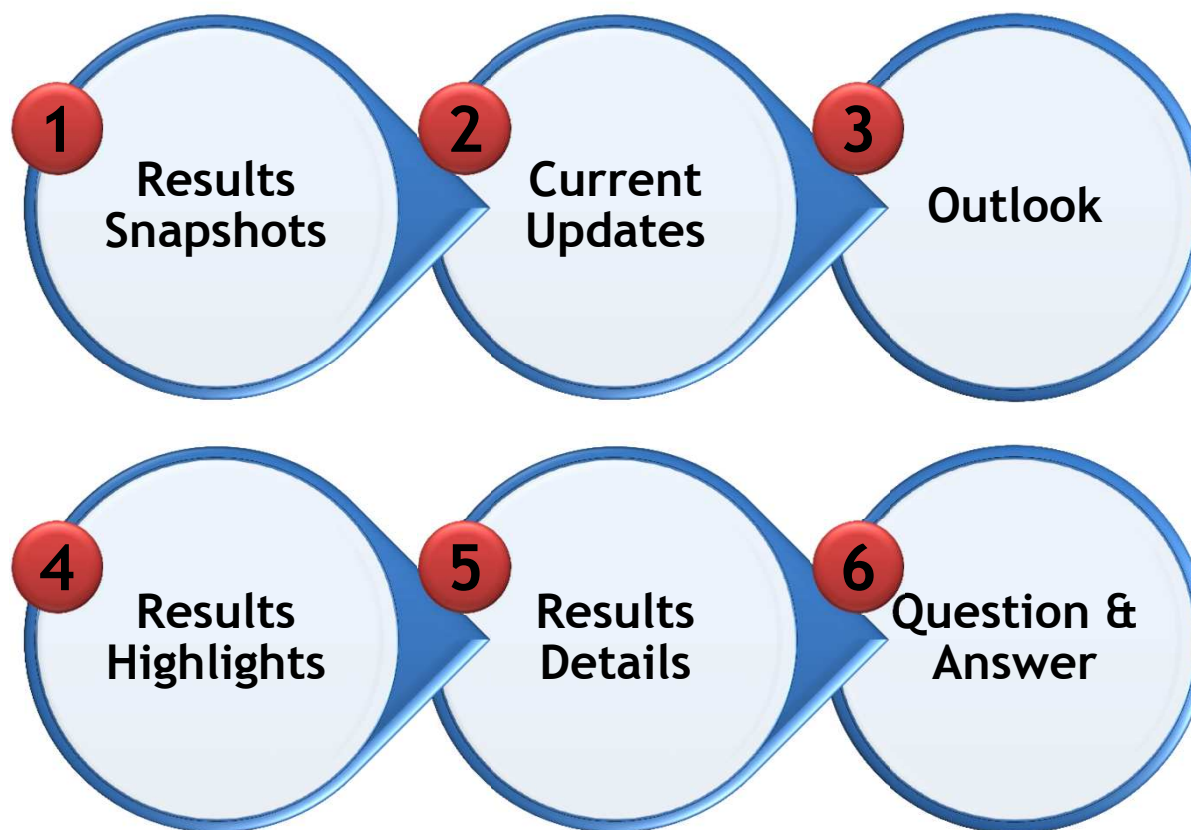 1
Results
Snapshots
2
Current
Updates
3
Outlook
4
Results
Highlights
5
Results
Details
6
Question &
Answer